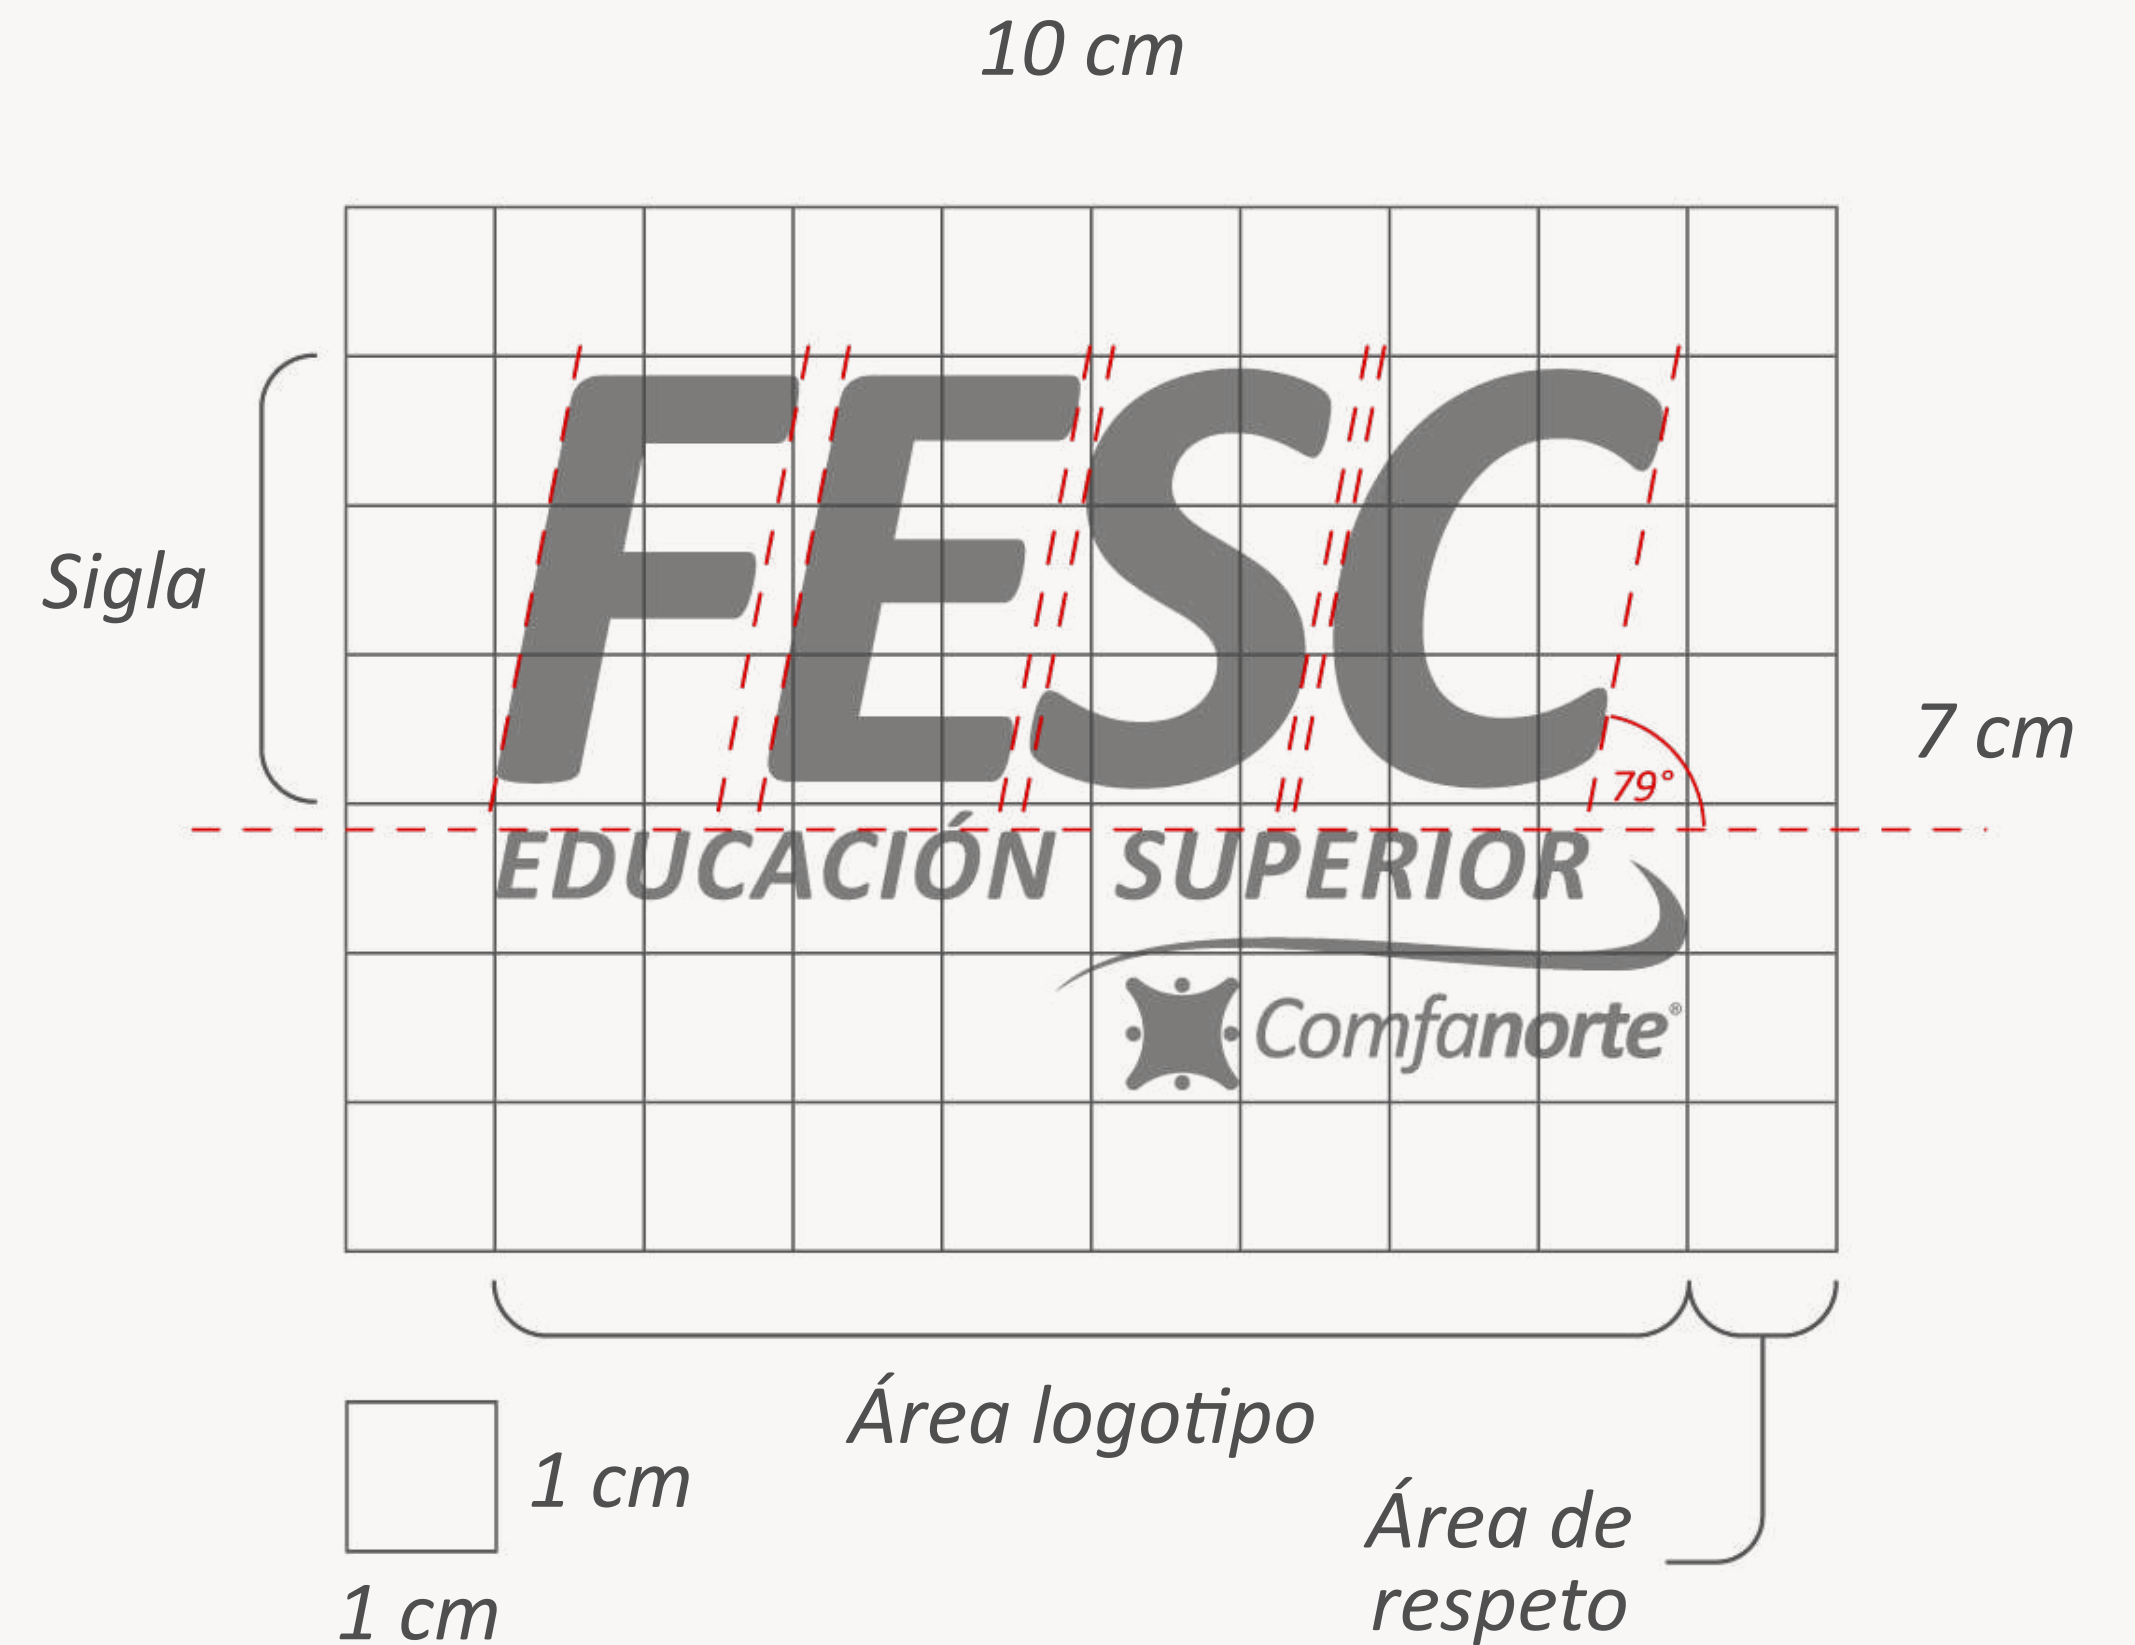 10 cm
Sigla
FESC
7 cm
79°
EDUCACIÓN SUPERIOR
Comfanorte®
Área logotipo
1 cm
Área de
respeto
1 cm